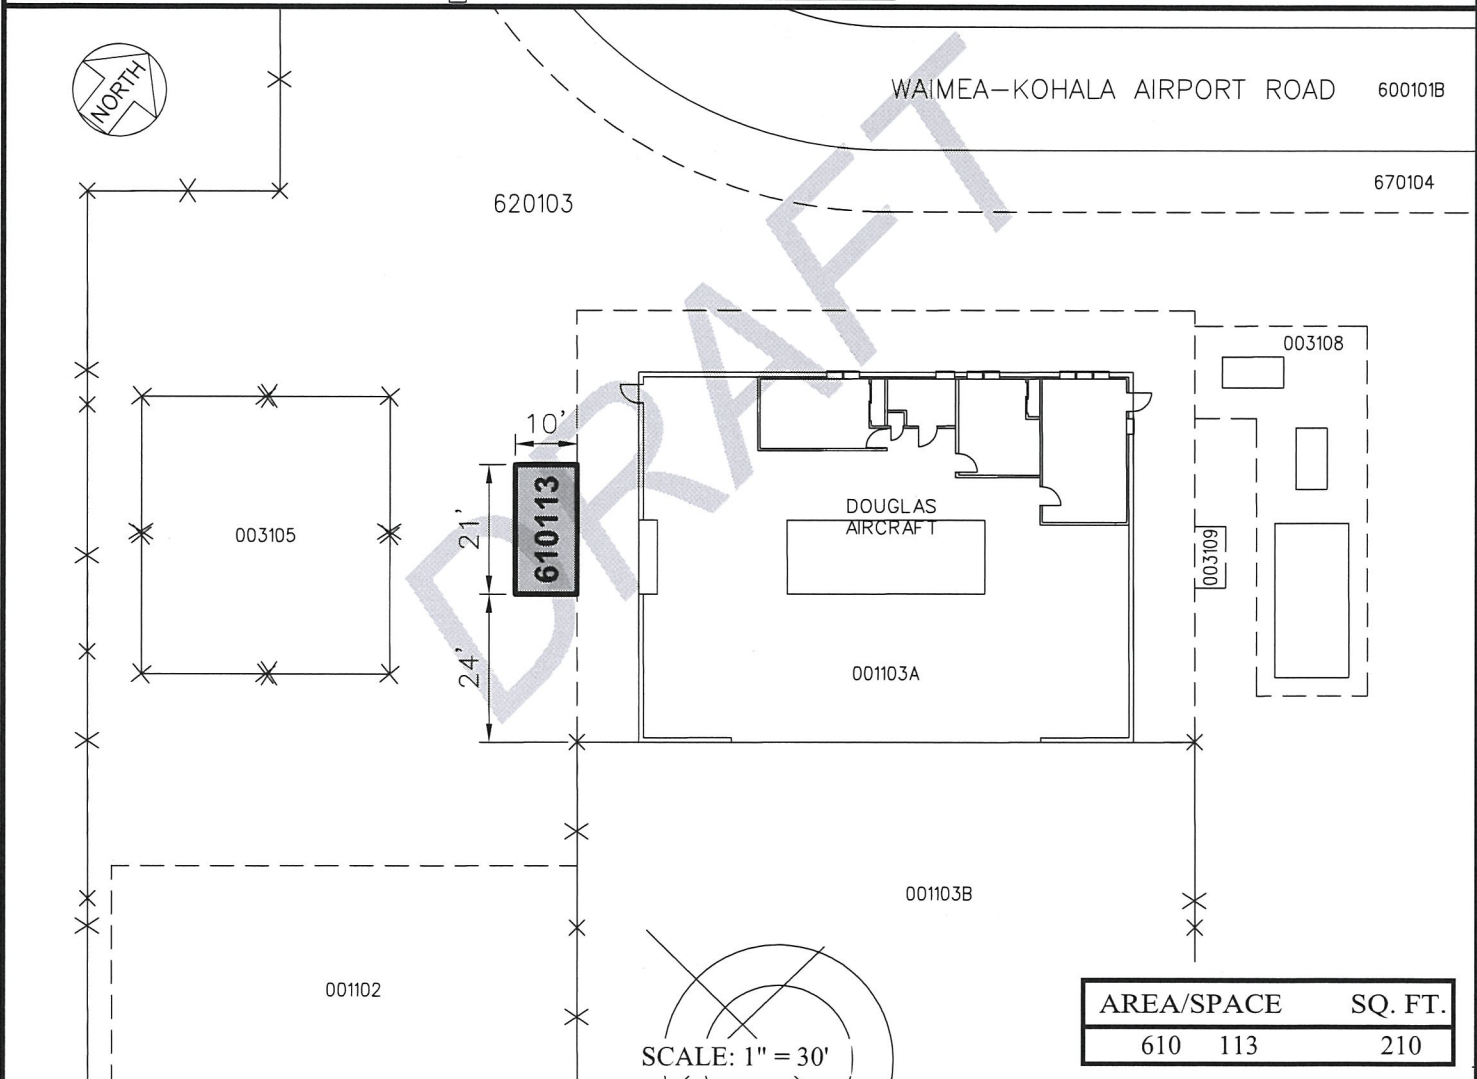 NORTH
WAIMEA-KOHALA AIRPORT ROAD 600101B
670104
620103
DRAFT
003108
10'
610113
21'
24'
003105
DOUGLAS
AIRCRAFT
003109
001103A
001103B
001102
SCALE: 1" = 30'
AREA/SPACE SQ. FT.
610 113 210